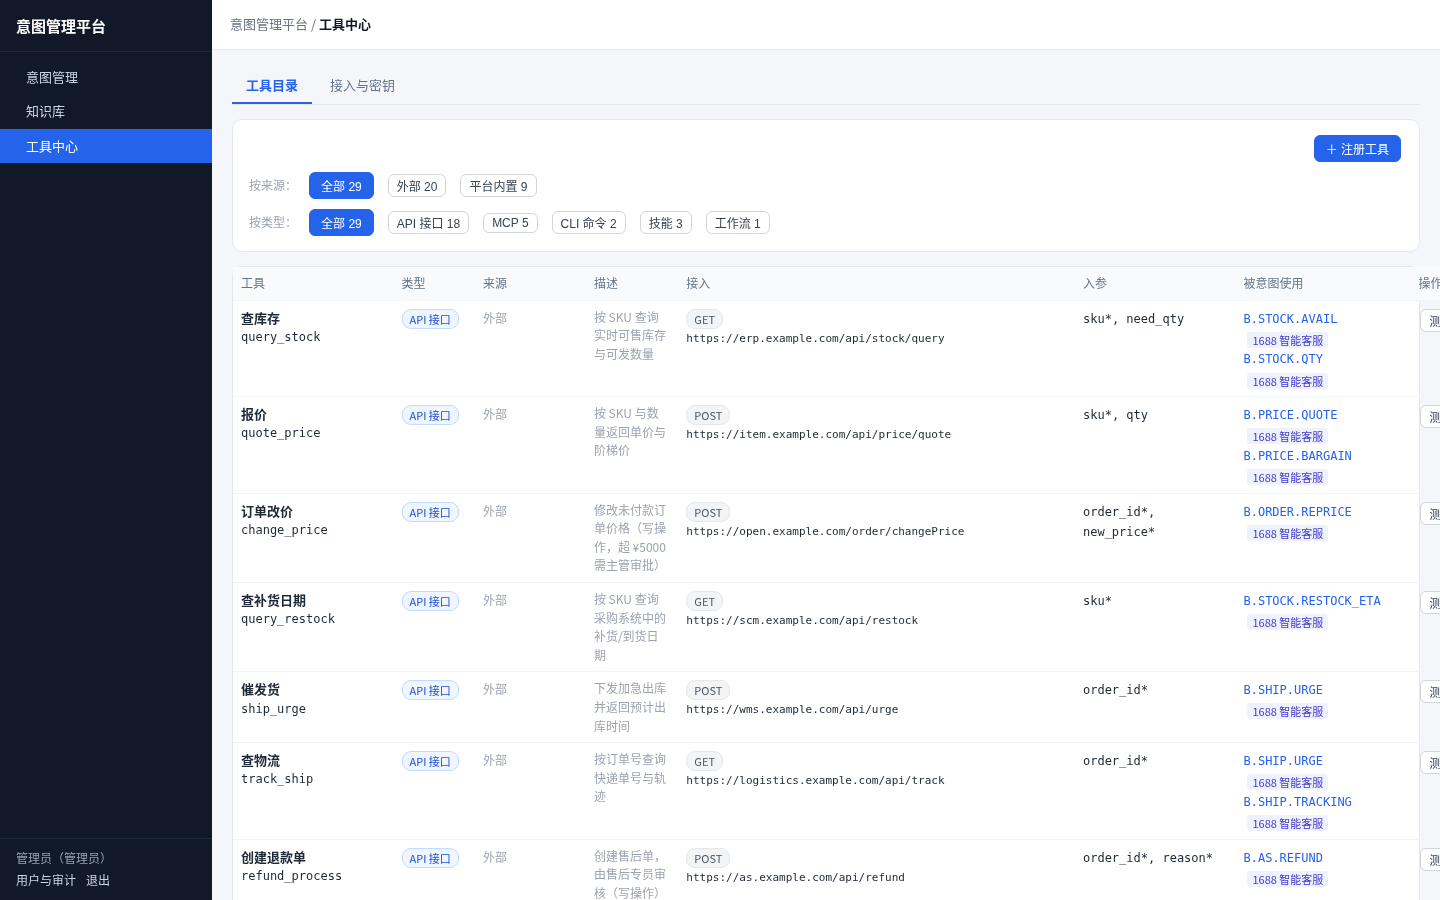 意图管理平台
意图管理
知识库
工具中心
管理员（管理员）
用户与审计 退出
意图管理平台 / 工具中心
工具目录 接入与密钥
＋ 注册工具
按来源： 全部 29 外部 20 平台内置 9
按类型： 全部 29 API 接口 18 MCP 5 CLI 命令 2 技能 3 工作流 1
工具 类型 来源 描述 接入 入参 被意图使用 操作
查库存
query_stock
API 接口
外部
按 SKU 查询
实时可售库存
与可发数量
GET
https://erp.example.com/api/stock/query
sku*, need_qty
B.STOCK.AVAIL
1688 智能客服
B.STOCK.QTY
1688 智能客服
测
报价
quote_price
API 接口
外部
按 SKU 与数
量返回单价与
阶梯价
POST
https://item.example.com/api/price/quote
sku*, qty
B.PRICE.QUOTE
1688 智能客服
B.PRICE.BARGAIN
1688 智能客服
测
订单改价
change_price
API 接口
外部
修改未付款订
单价格（写操
作，超 ¥5000
需主管审批）
POST
https://open.example.com/order/changePrice
order_id*,
new_price*
B.ORDER.REPRICE
1688 智能客服
测
查补货日期
query_restock
API 接口
外部
按 SKU 查询
采购系统中的
补货/到货日
期
GET
https://scm.example.com/api/restock
sku*
B.STOCK.RESTOCK_ETA
1688 智能客服
测
催发货
ship_urge
API 接口
外部
下发加急出库
并返回预计出
库时间
POST
https://wms.example.com/api/urge
order_id*
B.SHIP.URGE
1688 智能客服
测
查物流
track_ship
API 接口
外部
按订单号查询
快递单号与轨
迹
GET
https://logistics.example.com/api/track
order_id*
B.SHIP.URGE
1688 智能客服
B.SHIP.TRACKING
1688 智能客服
测
创建退款单
refund_process
API 接口
外部
创建售后单，
由售后专员审
核（写操作）
POST
https://as.example.com/api/refund
order_id*, reason*
B.AS.REFUND
1688 智能客服
测